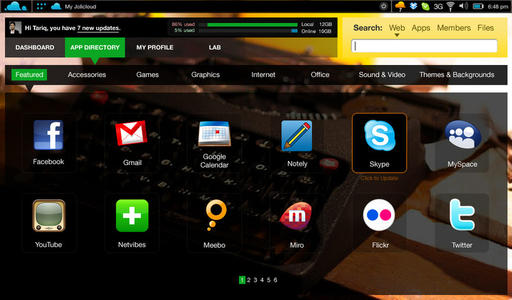 My Jolicloud
3G
6:48 pm
Hi Tariq, you have 7 new updates.
86% used
Local 12GB
5% used
Online 16GB
Search: Web Apps Members Files
DASHBOARD APP DIRECTORY MY PROFILE LAB
Featured Accessories Games Graphics Internet Office Sound & Video Themes & Backgrounds
Facebook Gmail Google Calendar Notely Skype MySpace
Click to Update
YouTube Netvibes Meebo Miro Flickr Twitter
1 2 3 4 5 6